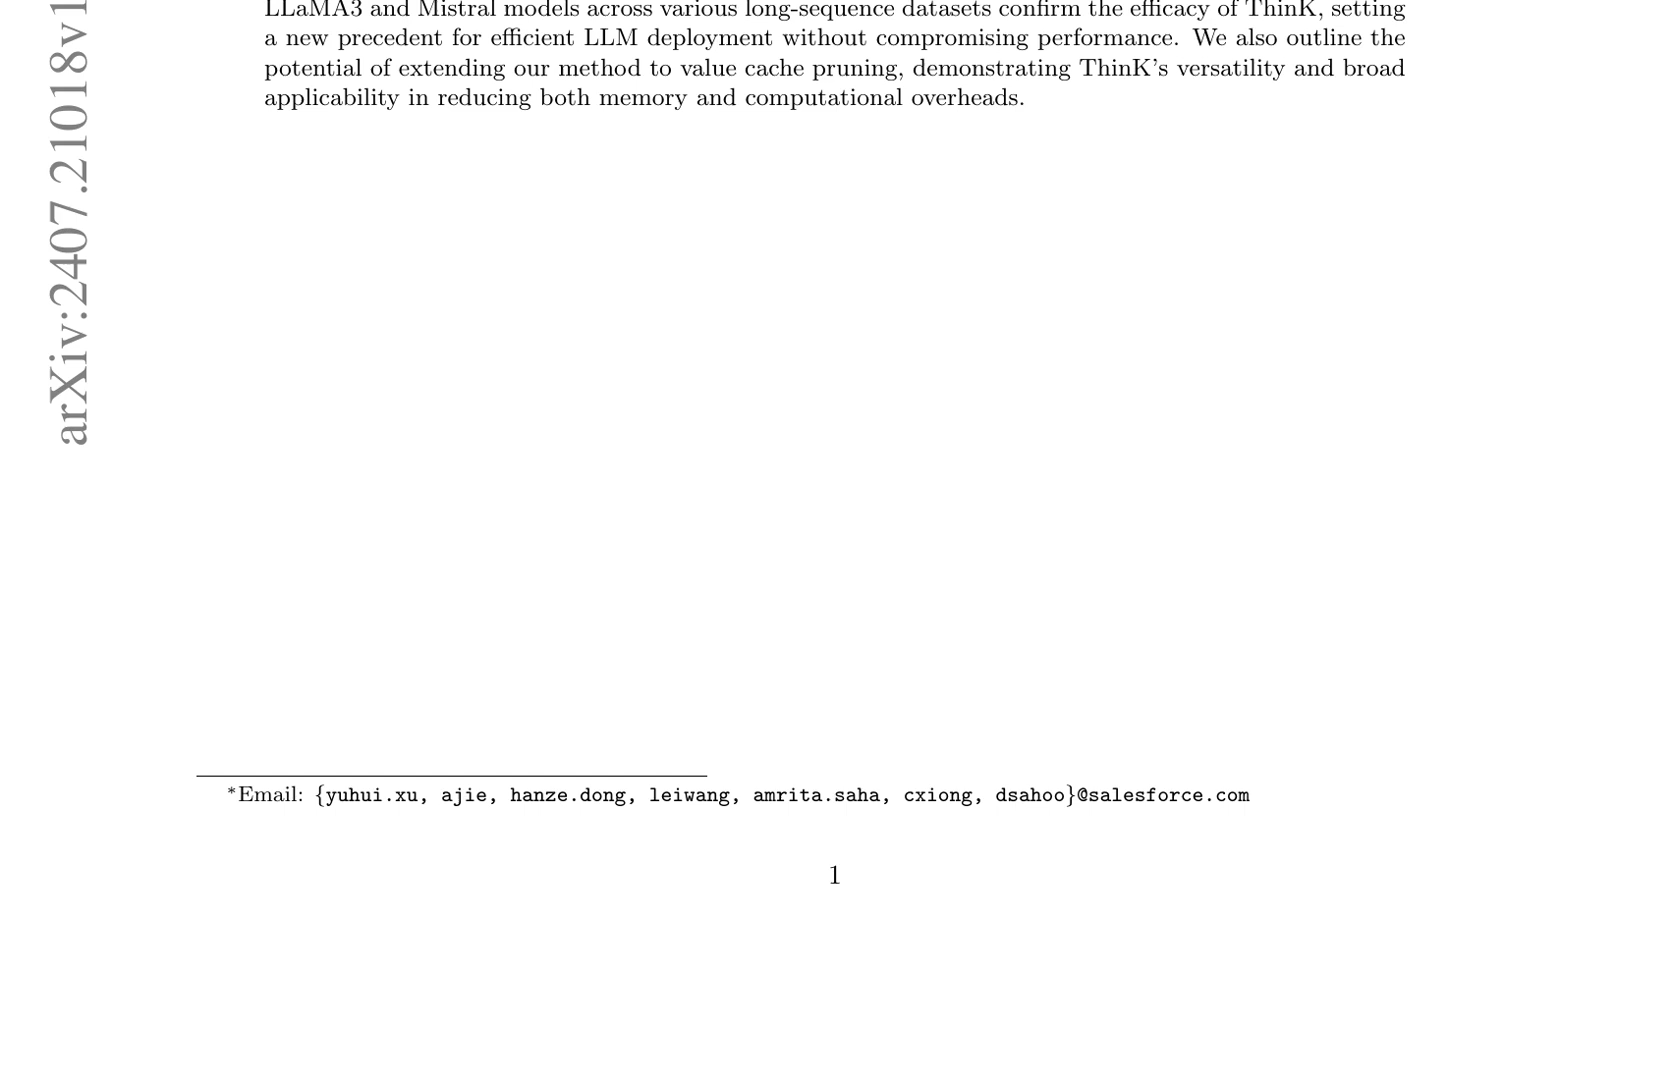 LLaMA3 and Mistral models across various long-sequence datasets confirm the efficacy of ThinK, setting
a new precedent for efficient LLM deployment without compromising performance. We also outline the
potential of extending our method to value cache pruning, demonstrating ThinK's versatility and broad
applicability in reducing both memory and computational overheads.
arXiv:2407.21018v1
*Email: {yuhui.xu, ajie, hanze.dong, leiwang, amrita.saha, cxiong, dsahoo}@salesforce.com
1